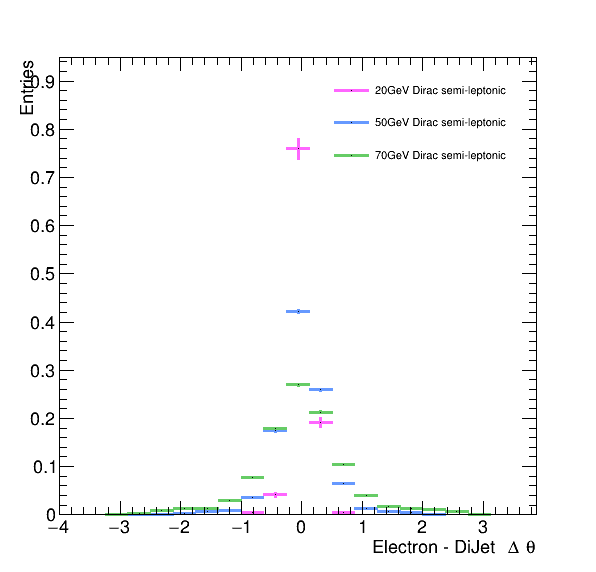 Entries
20GeV Dirac semi-leptonic
50GeV Dirac semi-leptonic
70GeV Dirac semi-leptonic
0.9
0.8
0.7
0.6
0.5
0.4
0.3
0.2
0.1
0
−4 −3 −2 −1 0 1 2 3
Electron - DiJet Δ θ